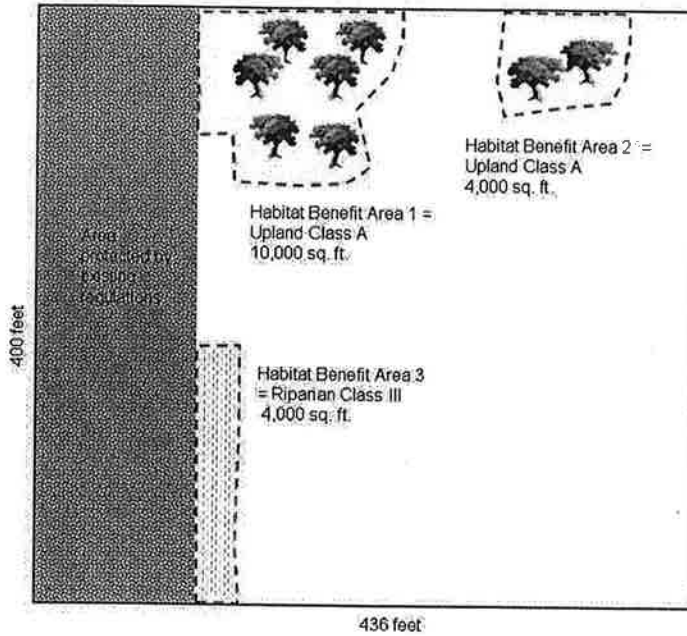 Habitat Benefit Area 1 =
Upland Class A
10,000 sq. ft.
Habitat Benefit Area 2 =
Upland Class A
4,000 sq. ft.
Area
protected by
existing
regulations
400 feet
Habitat Benefit Area 3
= Riparian Class III
4,000 sq. ft.
436 feet